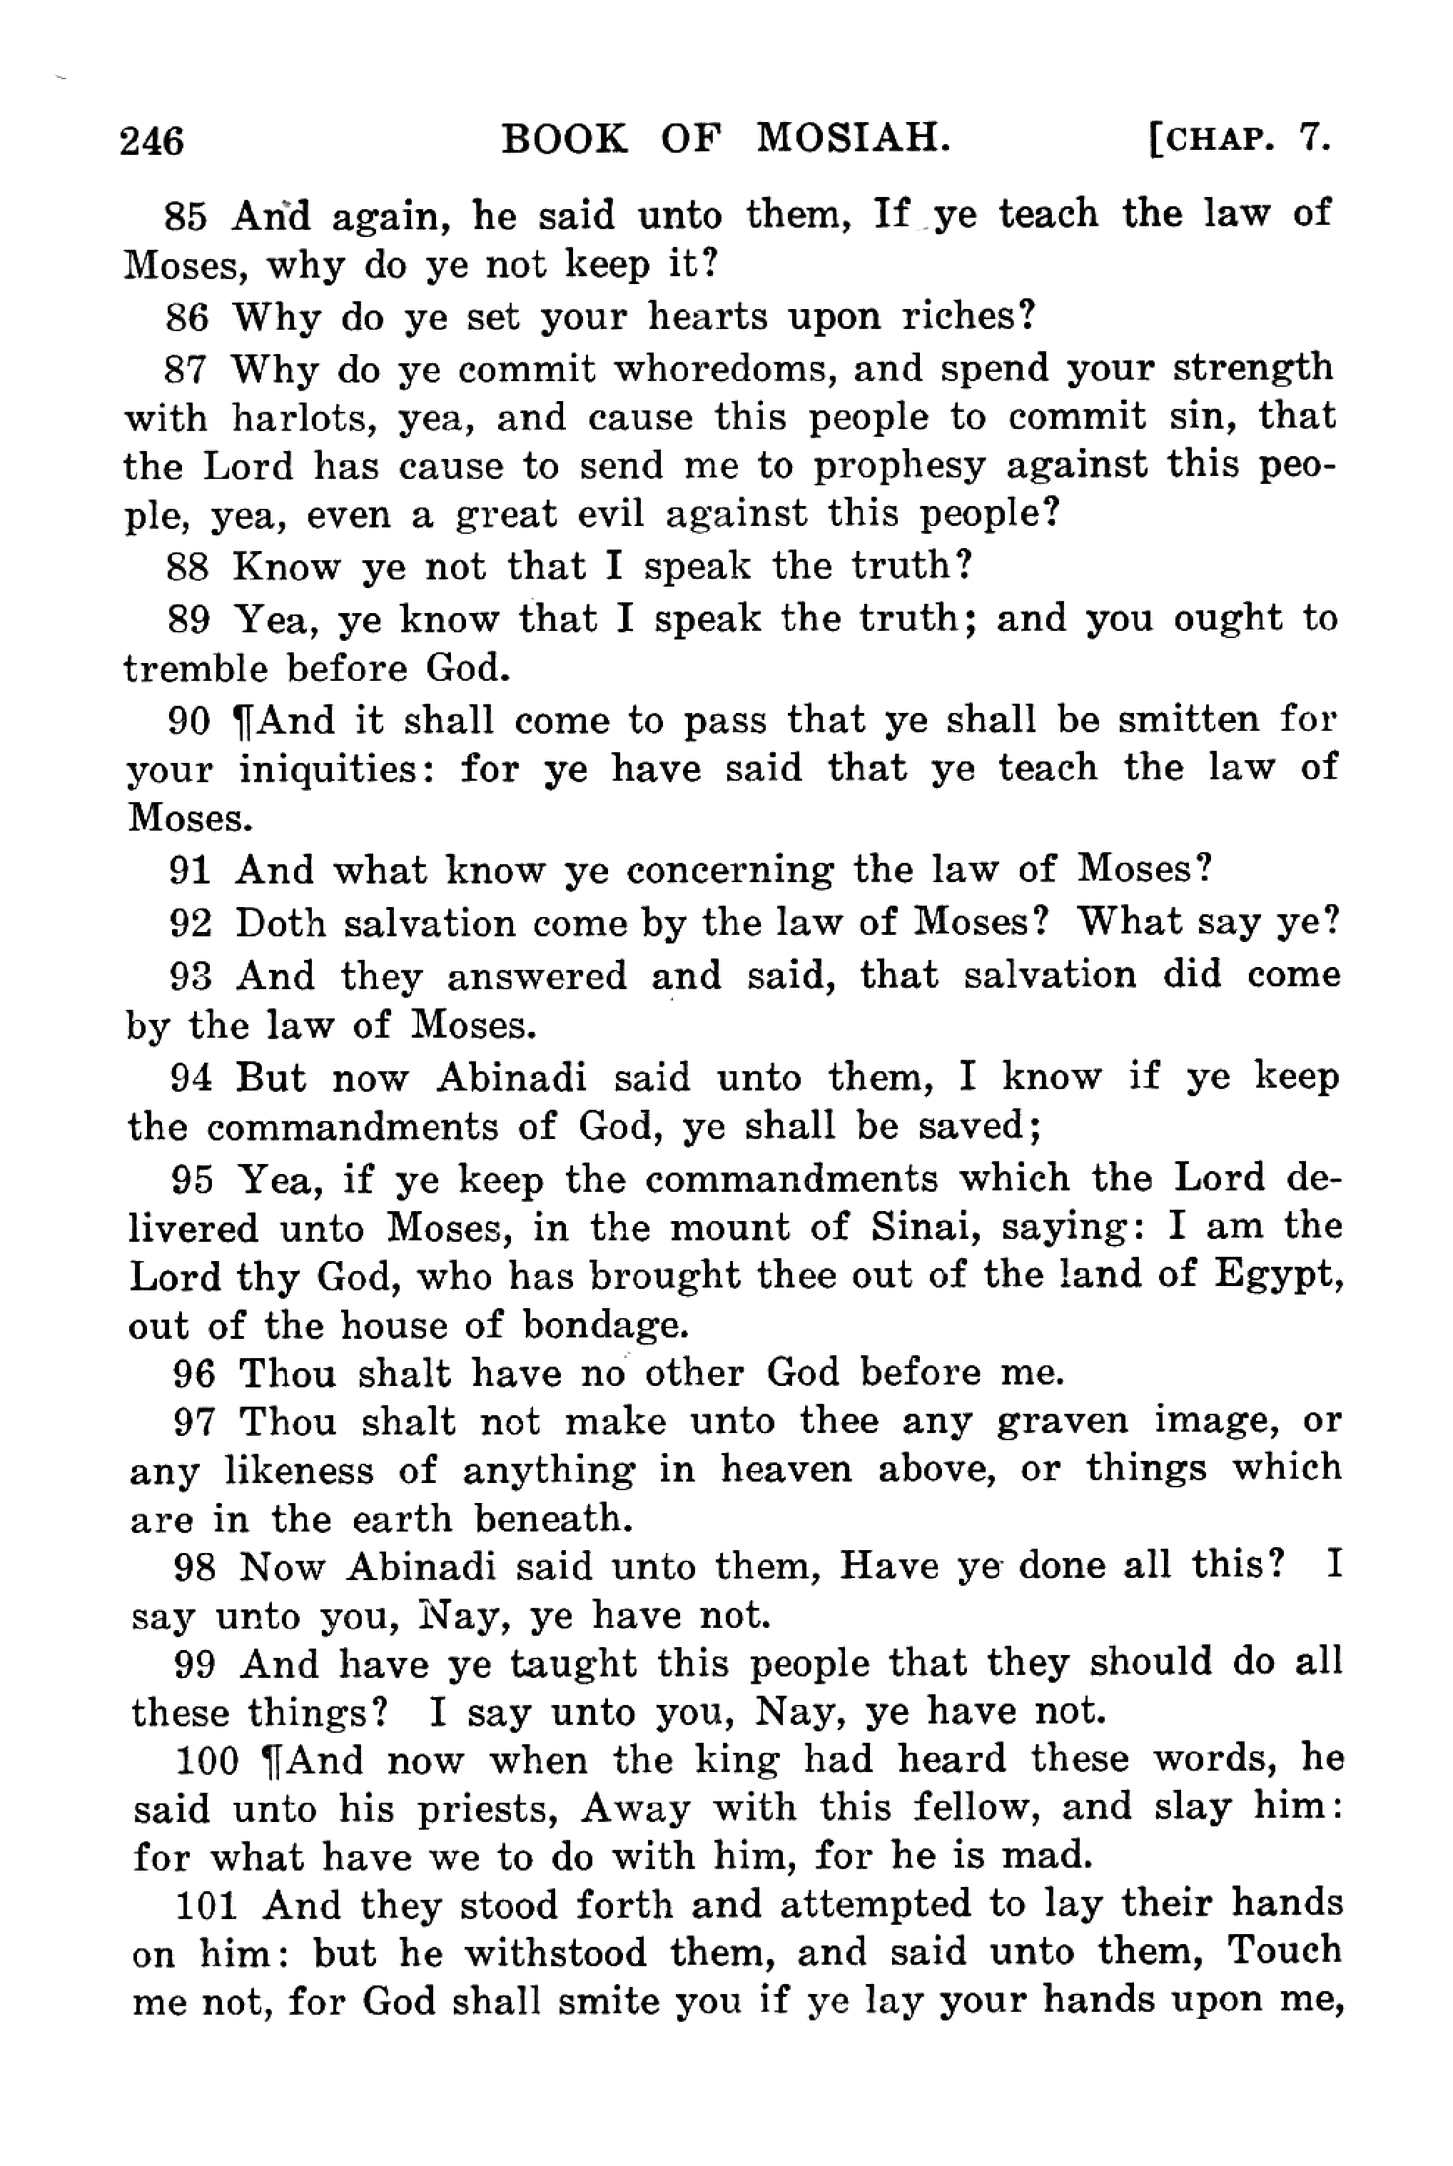 246 BOOK OF MOSIAH. [CHAP. 7.
85 And again, he said unto them, If ye teach the law of
Moses, why do ye not keep it?
86 Why do ye set your hearts upon riches?
87 Why do ye commit whoredoms, and spend your strength
with harlots, yea, and cause this people to commit sin, that
the Lord has cause to send me to prophesy against this peo-
ple, yea, even a great evil against this people?
88 Know ye not that I speak the truth?
89 Yea, ye know that I speak the truth; and you ought to
tremble before God.
90 ¶And it shall come to pass that ye shall be smitten for
your iniquities: for ye have said that ye teach the law of
Moses.
91 And what know ye concerning the law of Moses?
92 Doth salvation come by the law of Moses? What say ye?
93 And they answered and said, that salvation did come
by the law of Moses.
94 But now Abinadi said unto them, I know if ye keep
the commandments of God, ye shall be saved;
95 Yea, if ye keep the commandments which the Lord de-
livered unto Moses, in the mount of Sinai, saying: I am the
Lord thy God, who has brought thee out of the land of Egypt,
out of the house of bondage.
96 Thou shalt have no other God before me.
97 Thou shalt not make unto thee any graven image, or
any likeness of anything in heaven above, or things which
are in the earth beneath.
98 Now Abinadi said unto them, Have ye done all this? I
say unto you, Nay, ye have not.
99 And have ye taught this people that they should do all
these things? I say unto you, Nay, ye have not.
100 ¶And now when the king had heard these words, he
said unto his priests, Away with this fellow, and slay him:
for what have we to do with him, for he is mad.
101 And they stood forth and attempted to lay their hands
on him: but he withstood them, and said unto them, Touch
me not, for God shall smite you if ye lay your hands upon me,